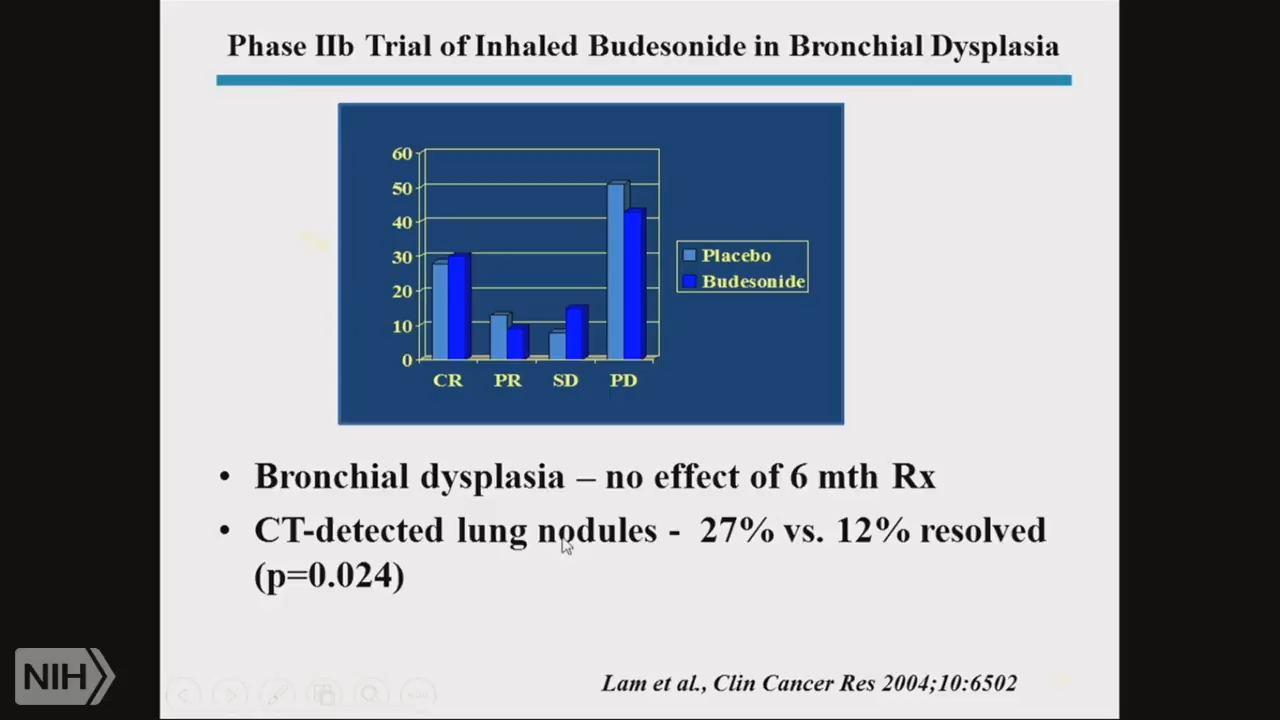 Phase IIb Trial of Inhaled Budesonide in Bronchial Dysplasia
60
50
40
30
20
10
0
CR PR SD PD
Placebo
Budesonide
• Bronchial dysplasia – no effect of 6 mth Rx
• CT-detected lung nodules - 27% vs. 12% resolved
(p=0.024)
Lam et al., Clin Cancer Res 2004;10:6502
NIH